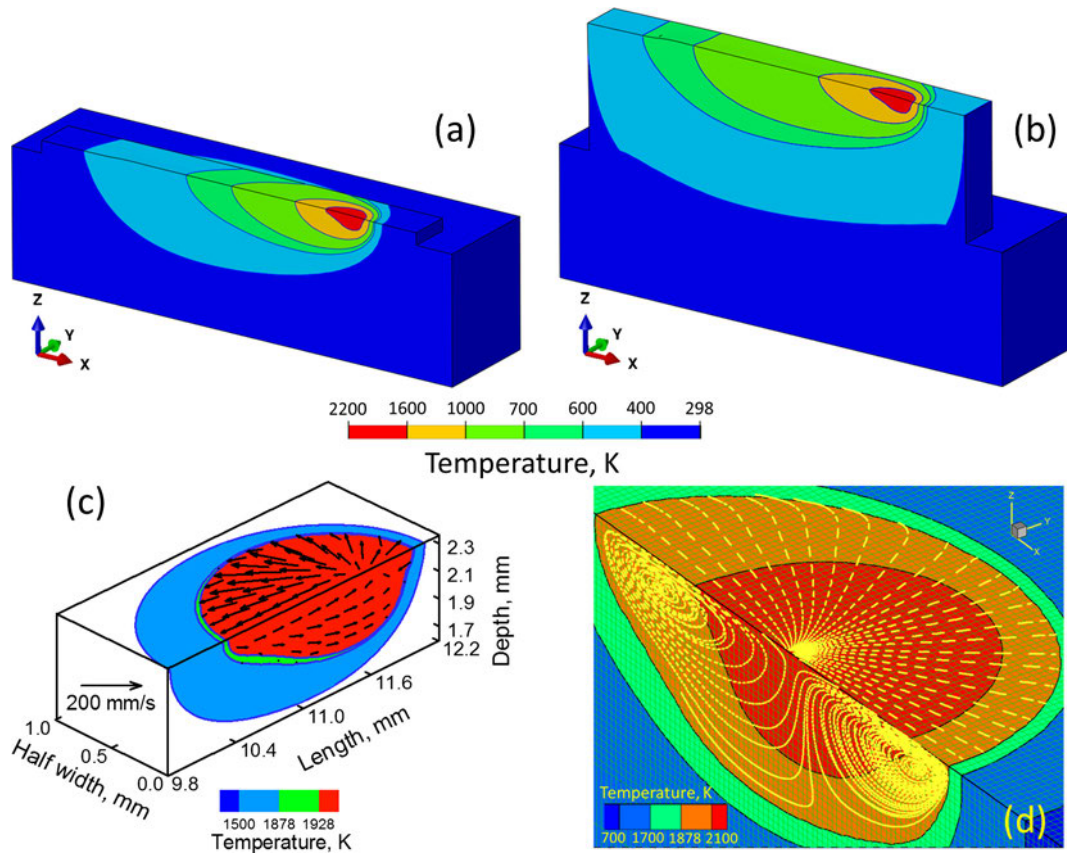 (a)
(b)
Z
Y
X
Z
Y
X
2200 1600 1000 700 600 400 298
Temperature, K
(c)
2.3
2.1
1.9
1.7
12.2
Depth, mm
11.6
11.0
10.4
9.8
Length, mm
200 mm/s
1.0
0.5
0.0
Half width, mm
1500 1878 1928
Temperature, K
Z
Y
X
Temperature, K
700 1700 1878 2100
(d)